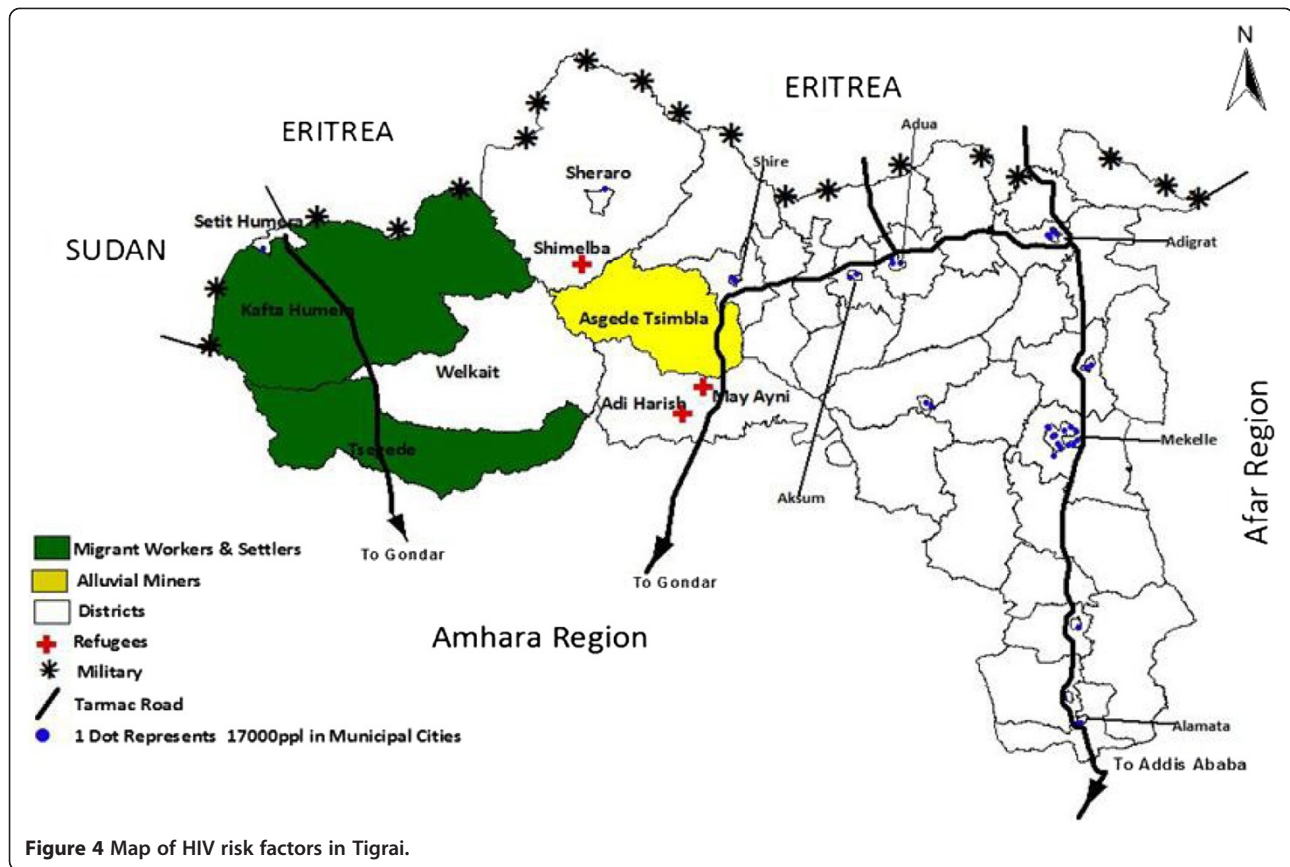 N
ERITREA
ERITREA
Adua
Shire
Sheraro
Setit Humera
SUDAN
Shimelba
Adigrat
Kafta Humera
Asgede Tsimbla
Welkait
Adi Harish
May Ayni
Mekelle
Tsegede
Aksum
Afar Region
To Gondar
To Gondar
Amhara Region
Alamata
To Addis Ababa
Migrant Workers & Settlers
Alluvial Miners
Districts
Refugees
Military
Tarmac Road
1 Dot Represents 17000ppl in Municipal Cities
Figure 4 Map of HIV risk factors in Tigrai.